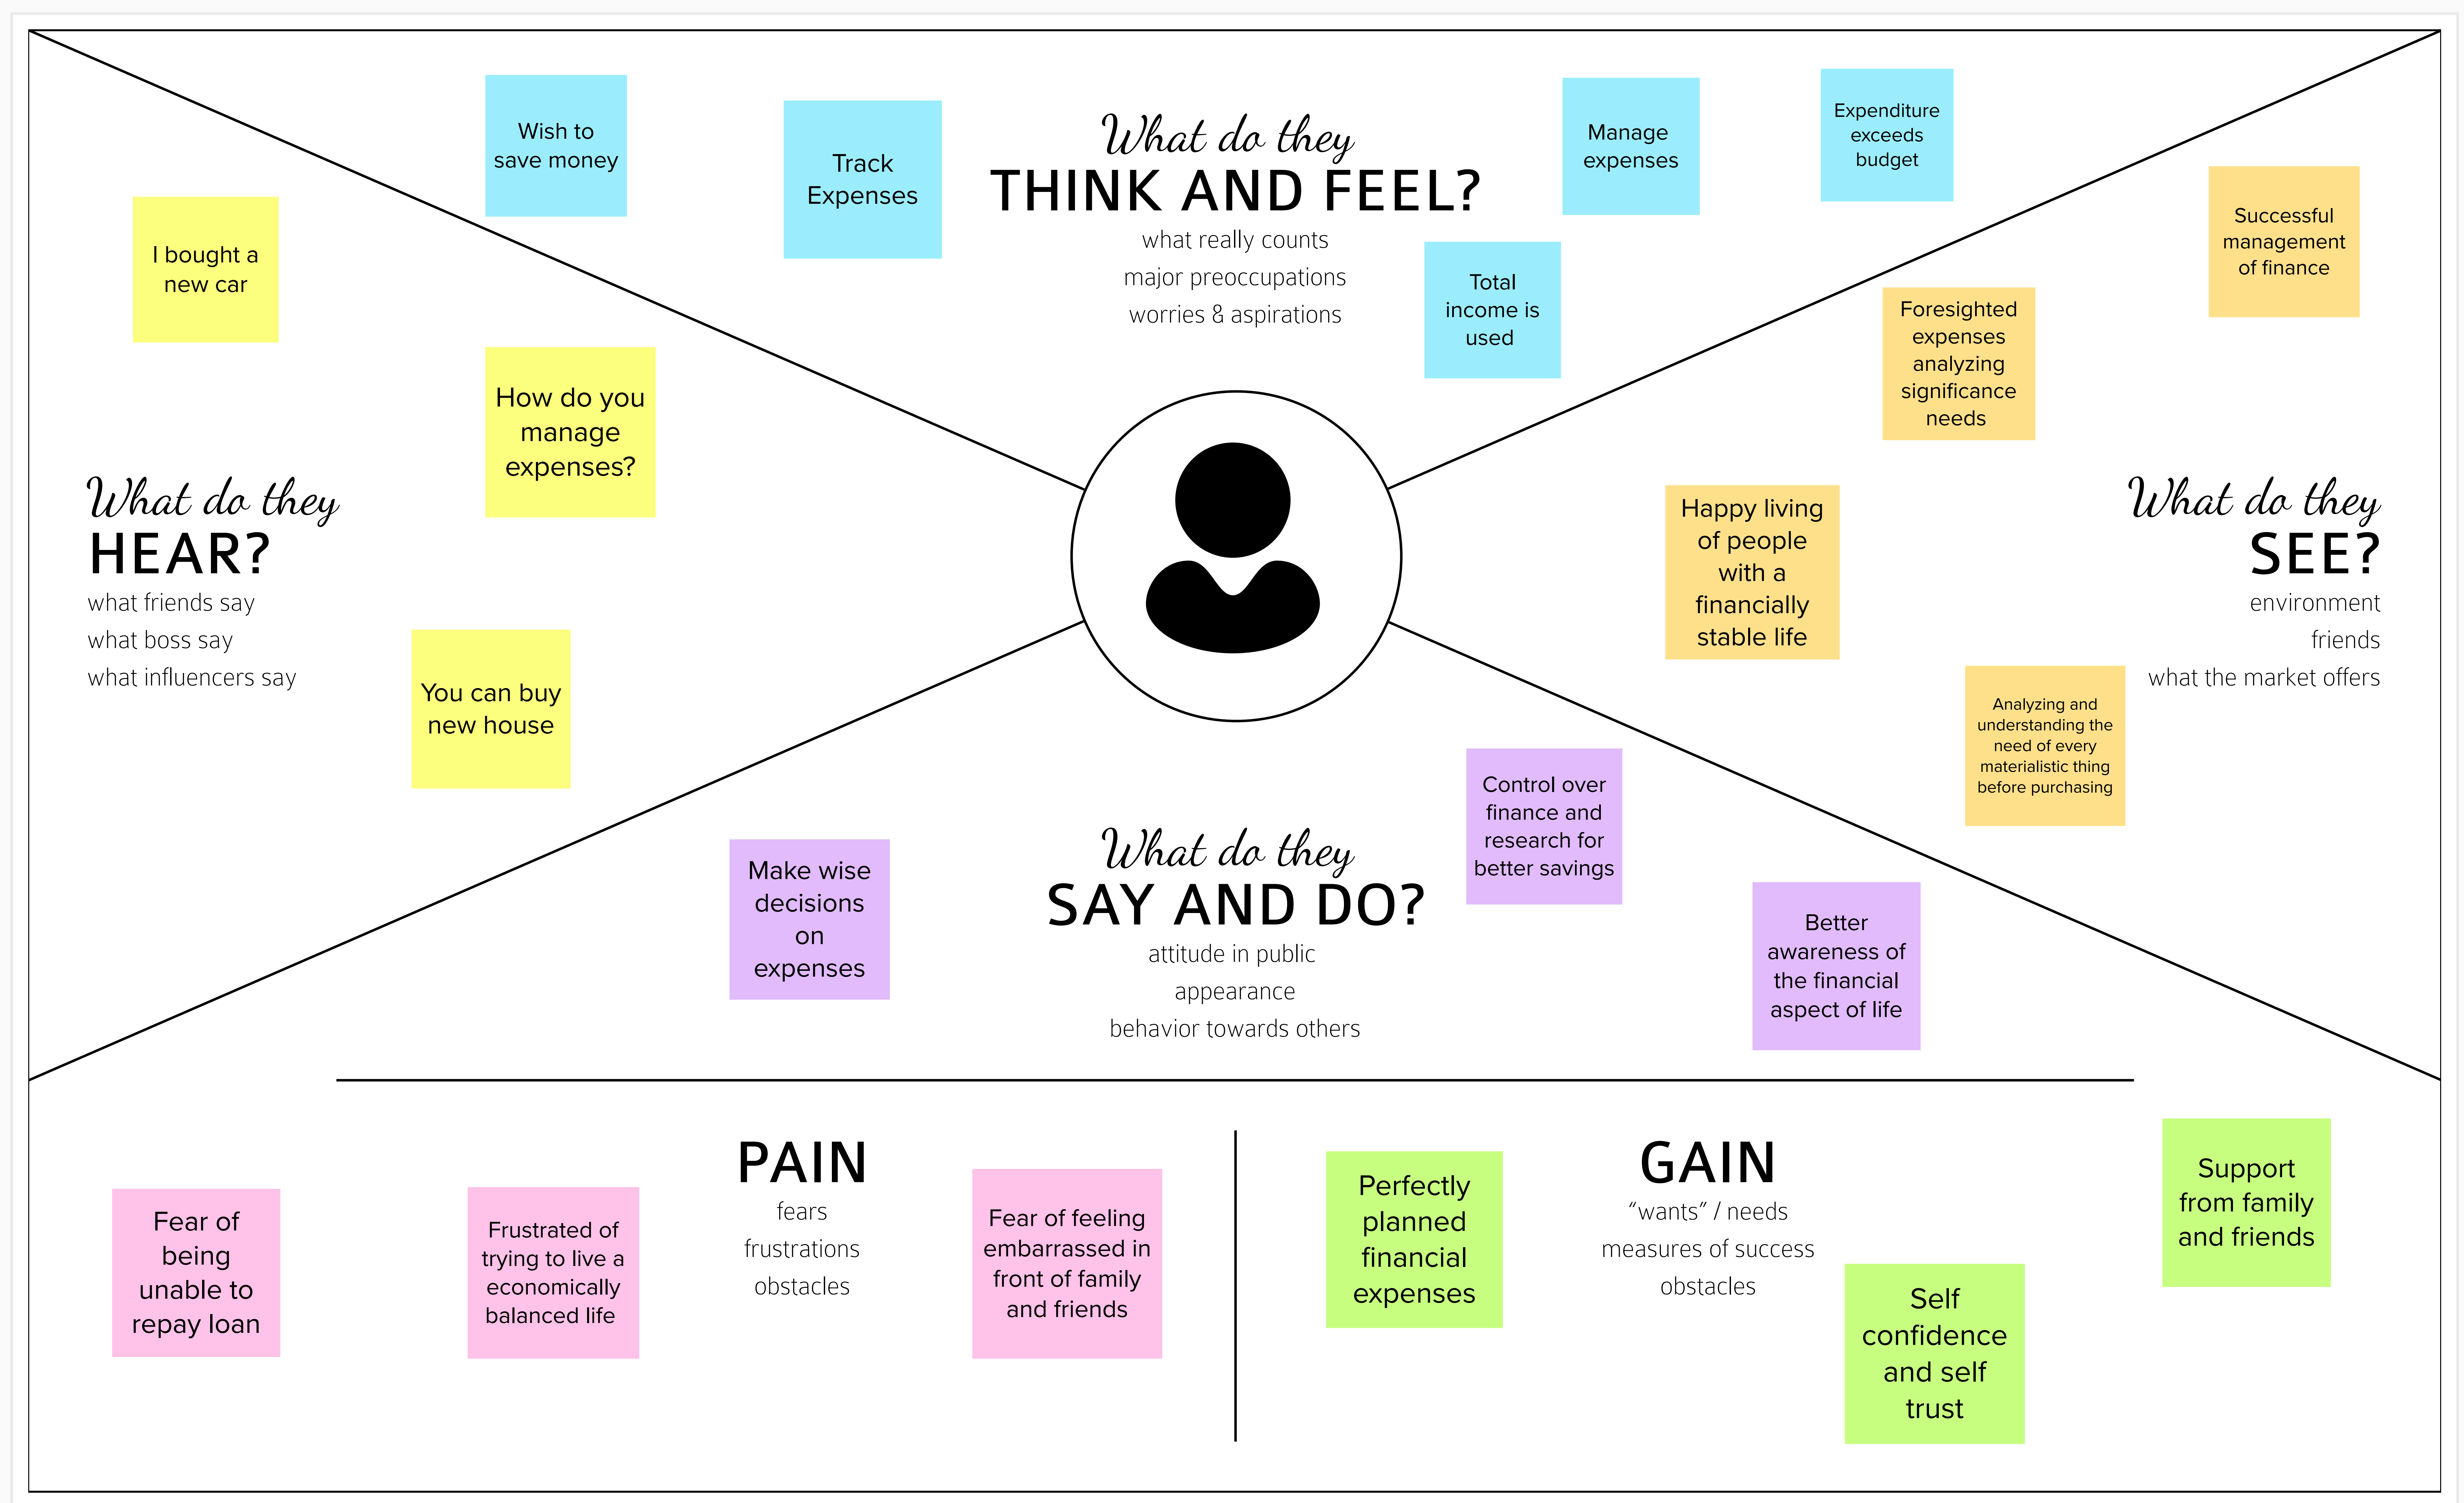 What do they
THINK AND FEEL?
what really counts
major preoccupations
worries & aspirations
Wish to
save money
Track
Expenses
Manage
expenses
Expenditure
exceeds
budget
Total
income is
used
What do they
HEAR?
what friends say
what boss say
what influencers say
I bought a
new car
How do you
manage
expenses?
You can buy
new house
What do they
SEE?
environment
friends
what the market offers
Successful
management
of finance
Foresighted
expenses
analyzing
significance
needs
Happy living
of people
with a
financially
stable life
Analyzing and
understanding the
need of every
materialistic thing
before purchasing
What do they
SAY AND DO?
attitude in public
appearance
behavior towards others
Make wise
decisions
on
expenses
Control over
finance and
research for
better savings
Better
awareness of
the financial
aspect of life
PAIN
fears
frustrations
obstacles
Fear of
being
unable to
repay loan
Frustrated of
trying to live a
economically
balanced life
Fear of feeling
embarrassed in
front of family
and friends
GAIN
“wants” / needs
measures of success
obstacles
Perfectly
planned
financial
expenses
Self
confidence
and self
trust
Support
from family
and friends